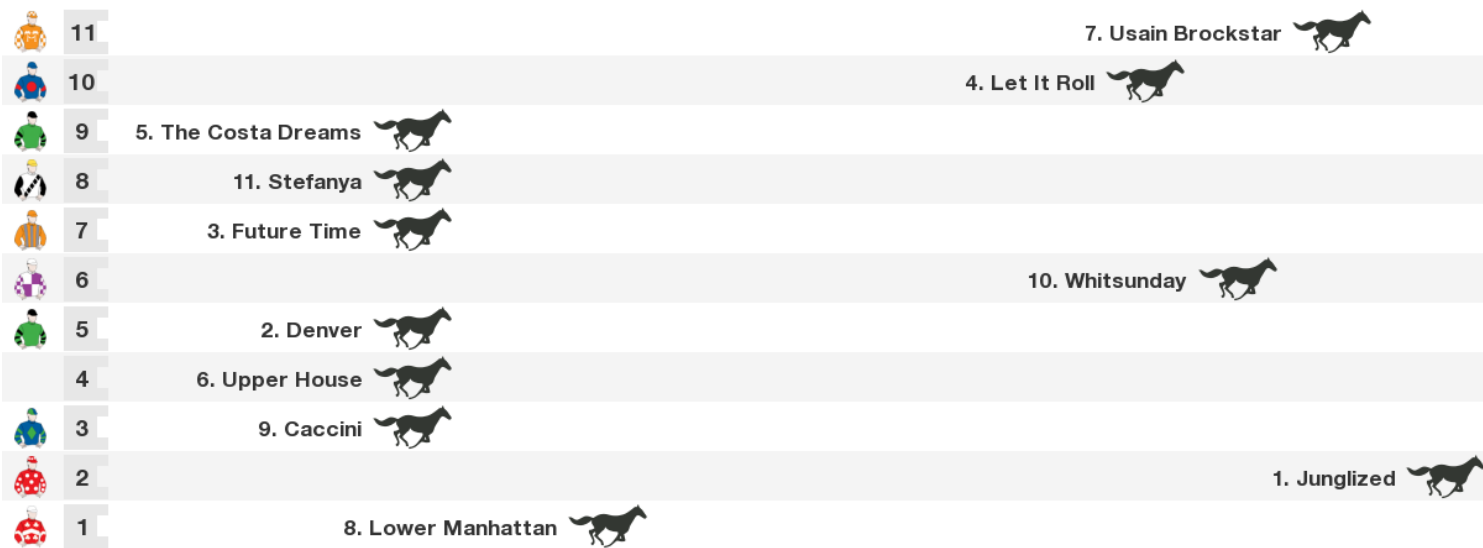 11 7. Usain Brockstar
10 4. Let It Roll
9 5. The Costa Dreams
8 11. Stefanya
7 3. Future Time
6 10. Whitsunday
5 2. Denver
4 6. Upper House
3 9. Caccini
2 1. Junglized
1 8. Lower Manhattan